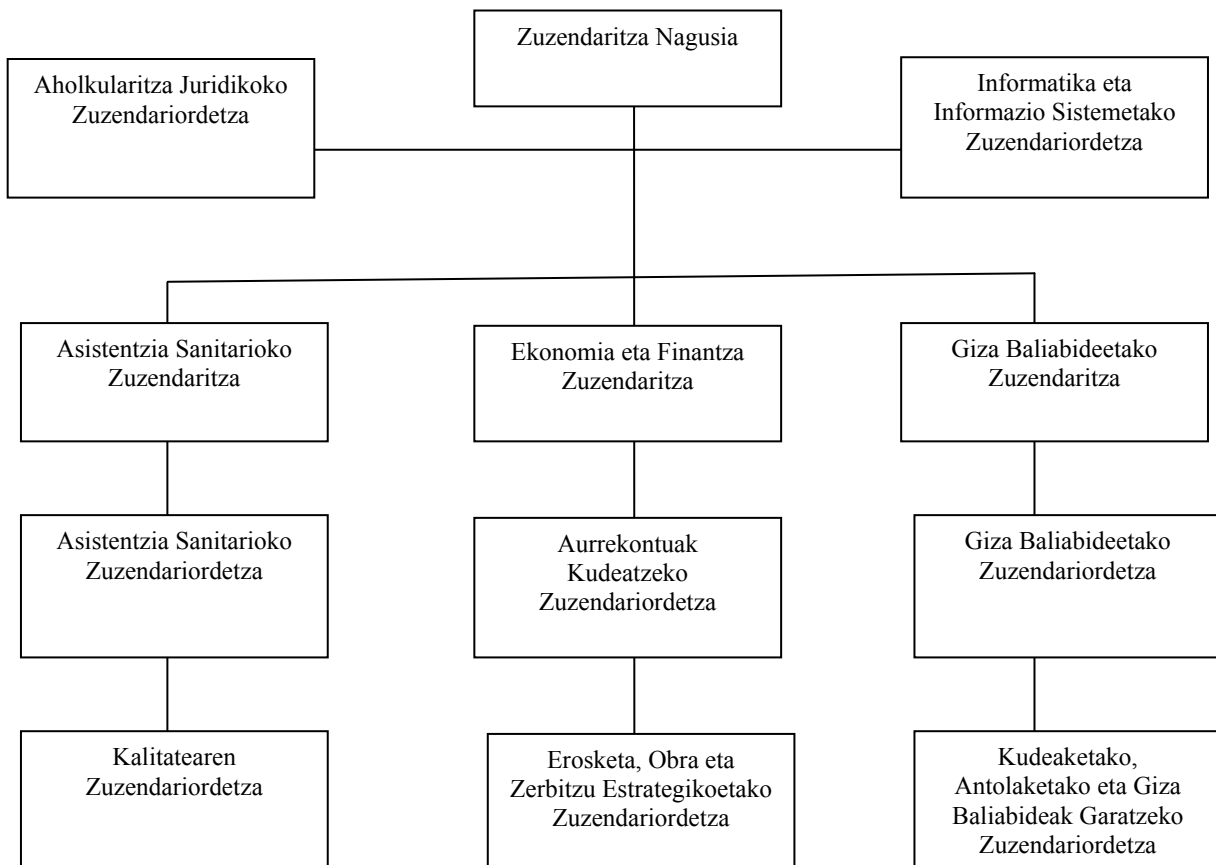 Zuzendaritza Nagusia
Aholkularitza Juridikoko
Zuzendariordetza
Informatika eta
Informazio Sistemetako
Zuzendariordetza
Asistentzia Sanitarioko
Zuzendaritza
Ekonomia eta Finantza
Zuzendaritza
Giza Baliabideetako
Zuzendaritza
Asistentzia Sanitarioko
Zuzendariordetza
Aurrekontuak
Kudeatzeko
Zuzendariordetza
Giza Baliabideetako
Zuzendariordetza
Kalitatearen
Zuzendariordetza
Erosketa, Obra eta
Zerbitzu Estrategikoetako
Zuzendariordetza
Kudeaketako,
Antolaketako eta Giza
Baliabideak Garatzeko
Zuzendariordetza